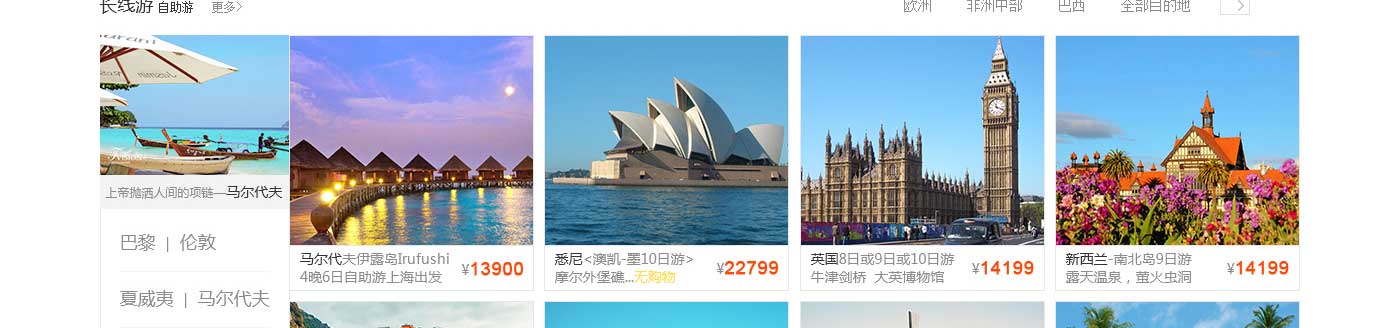 长线游 自助游 更多>
欧洲 非洲中部 巴西 全部目的地 >
上帝抛洒人间的项链—马尔代夫
巴黎 | 伦敦
夏威夷 | 马尔代夫
马尔代夫伊露岛Irufushi
4晚6日自助游上海出发
¥13900
悉尼<澳凯-墨10日游>
摩尔外堡礁...无购物
¥22799
英国8日或9日或10日游
牛津剑桥 大英博物馆
¥14199
新西兰-南北岛9日游
露天温泉，萤火虫洞
¥14199